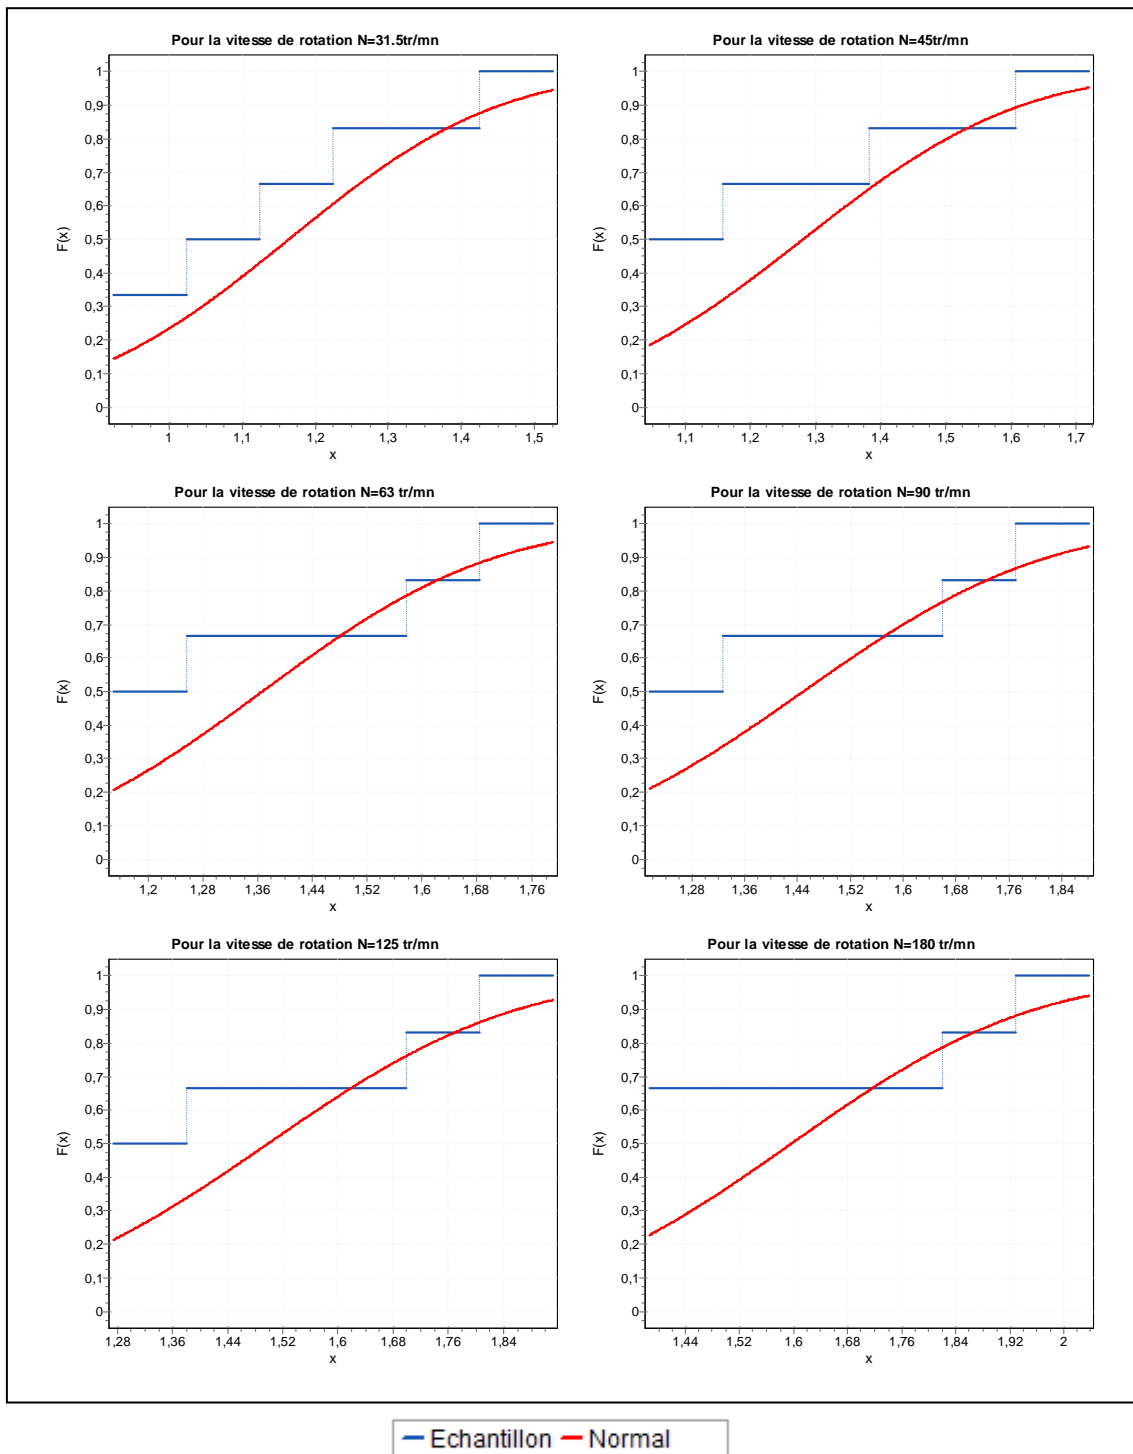 Pour la vitesse de rotation N=31.5tr/mn
F(x)
1
0,9
0,8
0,7
0,6
0,5
0,4
0,3
0,2
0,1
0
1 1,1 1,2 1,3 1,4 1,5
x
Pour la vitesse de rotation N=45tr/mn
F(x)
1
0,9
0,8
0,7
0,6
0,5
0,4
0,3
0,2
0,1
0
1,1 1,2 1,3 1,4 1,5 1,6 1,7
x
Pour la vitesse de rotation N=63 tr/mn
F(x)
1
0,9
0,8
0,7
0,6
0,5
0,4
0,3
0,2
0,1
0
1,2 1,28 1,36 1,44 1,52 1,6 1,68 1,76
x
Pour la vitesse de rotation N=90 tr/mn
F(x)
1
0,9
0,8
0,7
0,6
0,5
0,4
0,3
0,2
0,1
0
1,28 1,36 1,44 1,52 1,6 1,68 1,76 1,84
x
Pour la vitesse de rotation N=125 tr/mn
F(x)
1
0,9
0,8
0,7
0,6
0,5
0,4
0,3
0,2
0,1
0
1,28 1,36 1,44 1,52 1,6 1,68 1,76 1,84
x
Pour la vitesse de rotation N=180 tr/mn
F(x)
1
0,9
0,8
0,7
0,6
0,5
0,4
0,3
0,2
0,1
0
1,44 1,52 1,6 1,68 1,76 1,84 1,92 2
x
Echantillon Normal